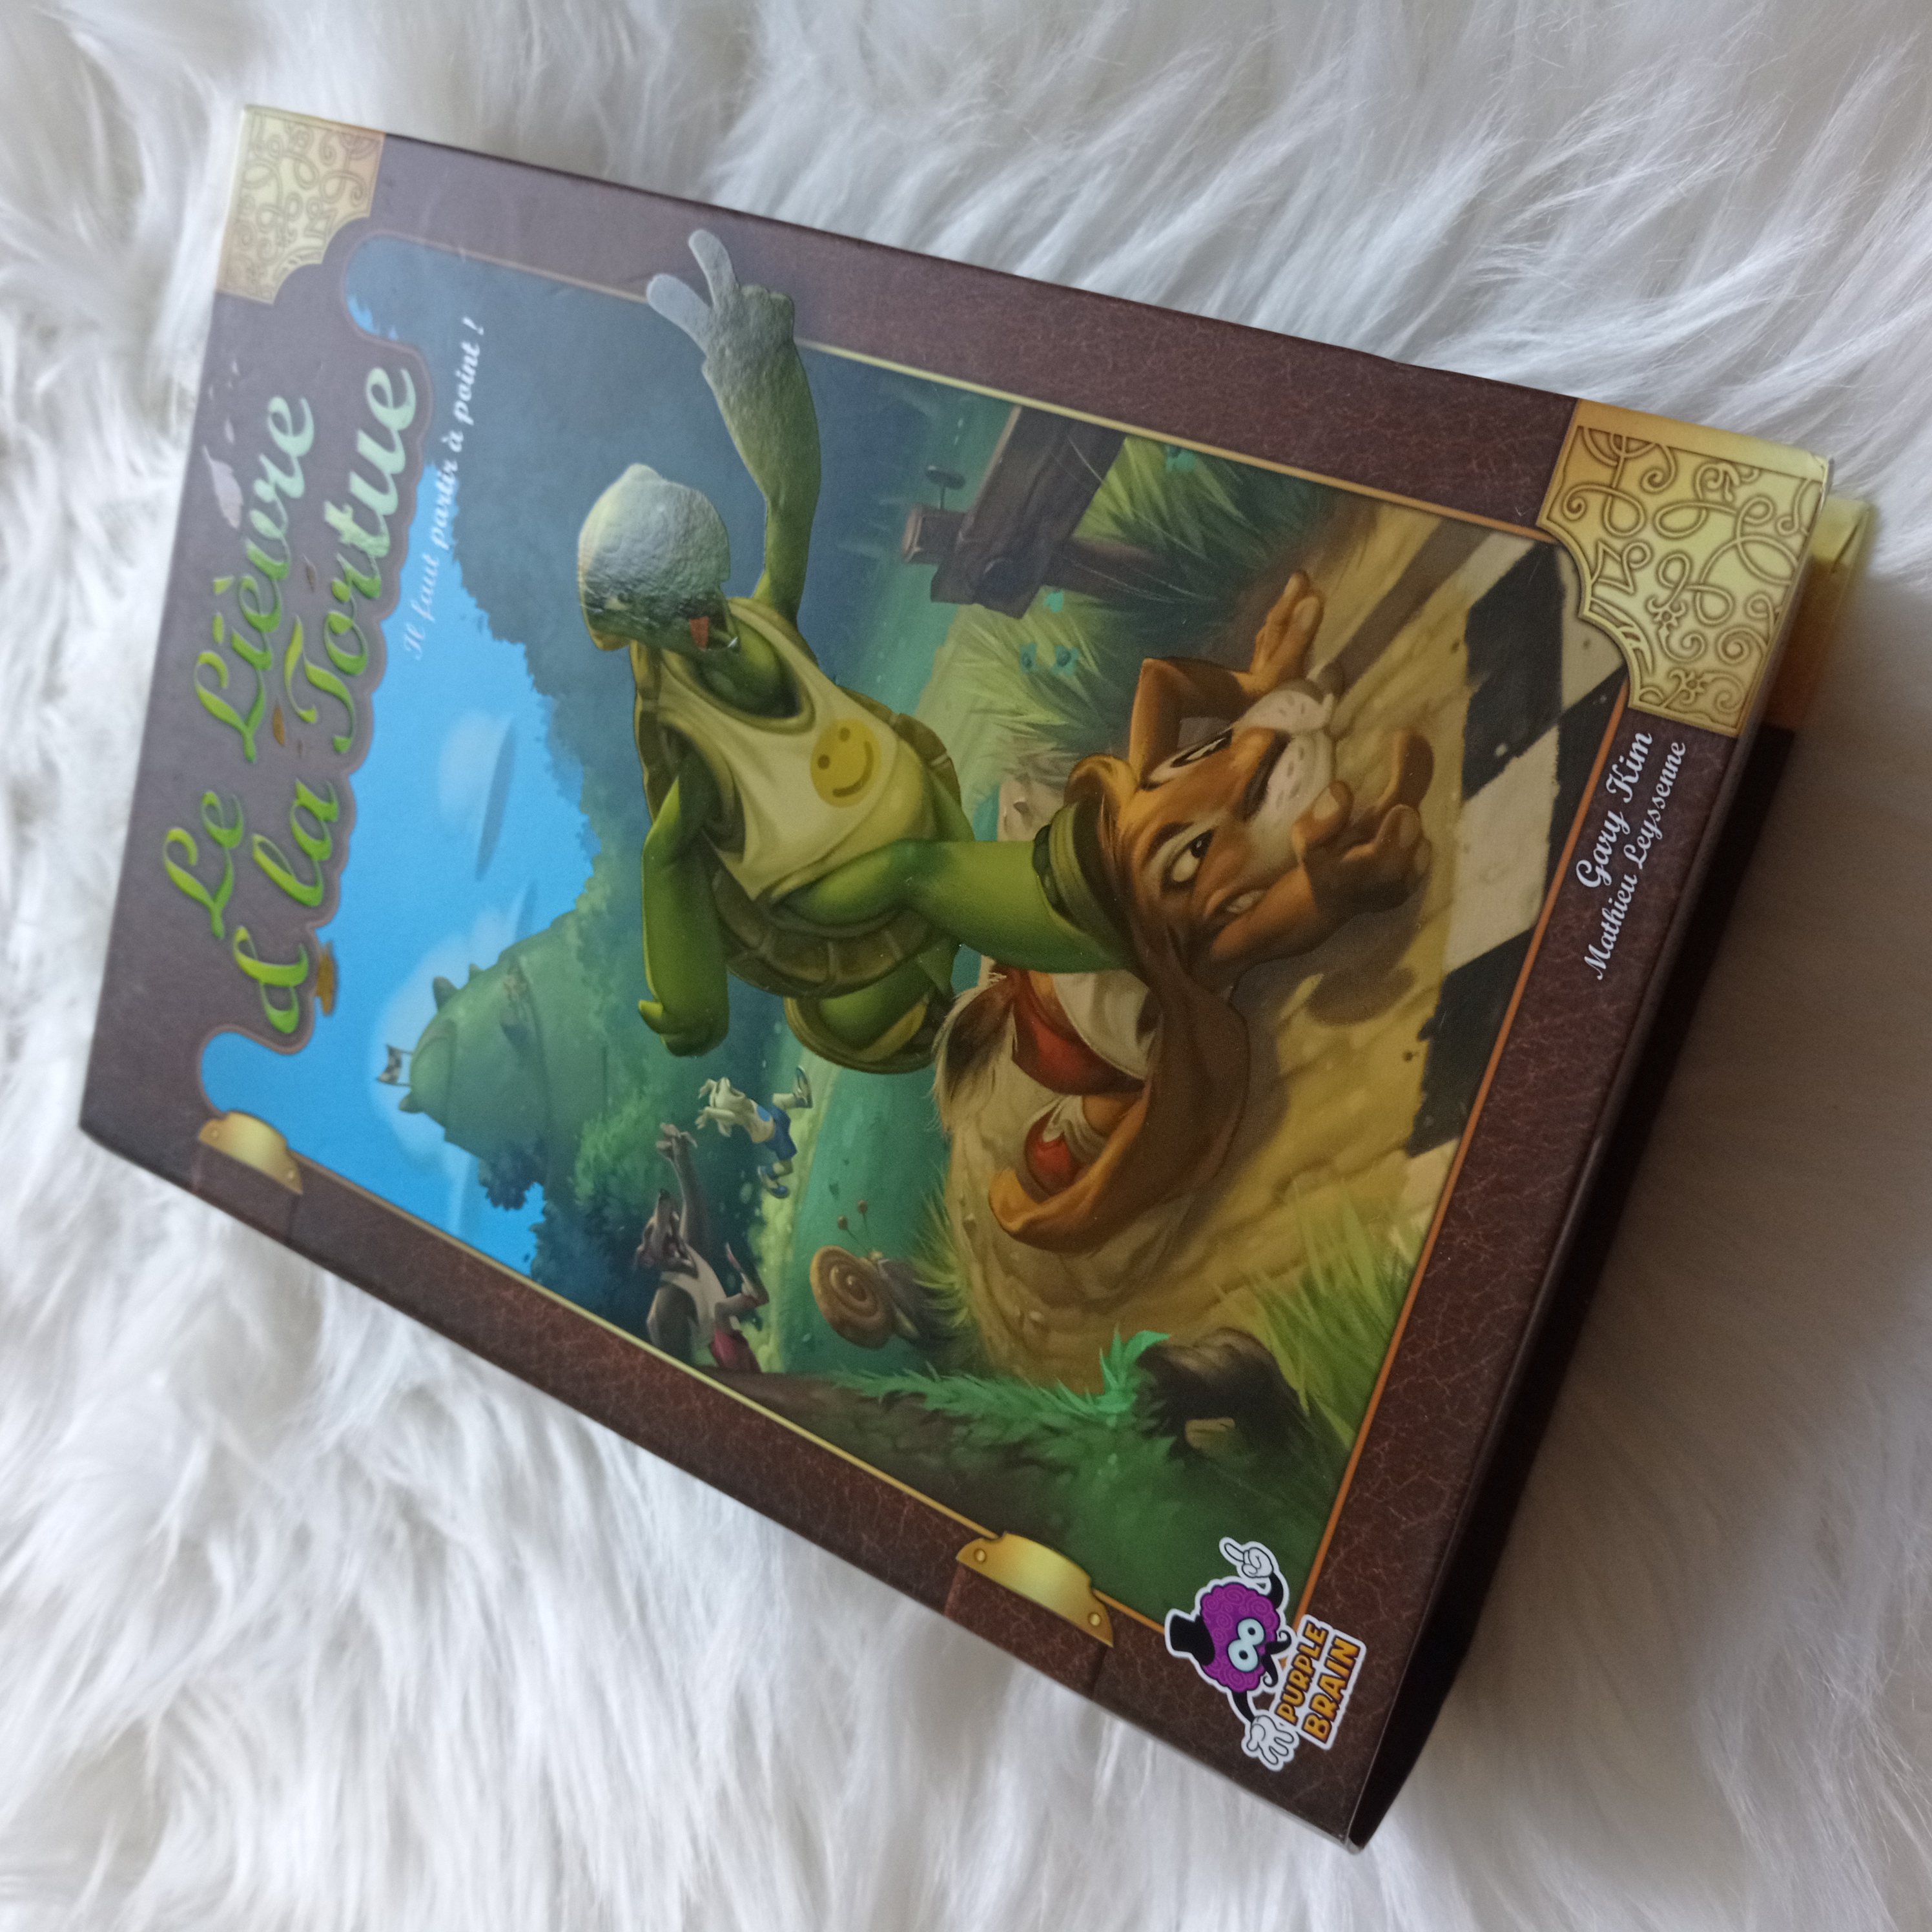 Le Lièvre
& la Tortue
Il faut partir à point !
PURPLE
BRAIN
Gary Kim
Mathieu Leyssenne